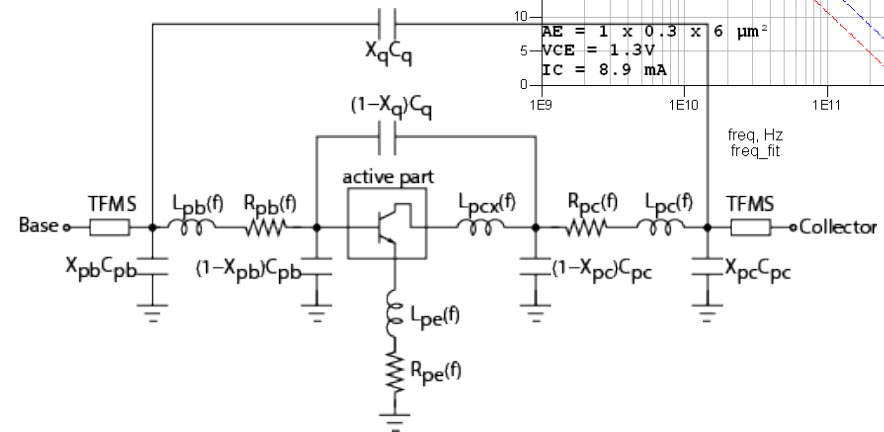 10
AE = 1 x 0.3 x 6 µm²
5
VCE = 1.3V
IC = 8.9 mA
0
1E9 1E10 1E11
freq, Hz
freq_fit
XqCq
(1-Xq)Cq
active part
TFMS Lpb(f) Rpb(f) Lpcx(f) Rpc(f) Lpc(f) TFMS
Base Collector
XpbCpb (1-Xpb)Cpb (1-Xpc)Cpc XpcCpc
Lpe(f)
Rpe(f)